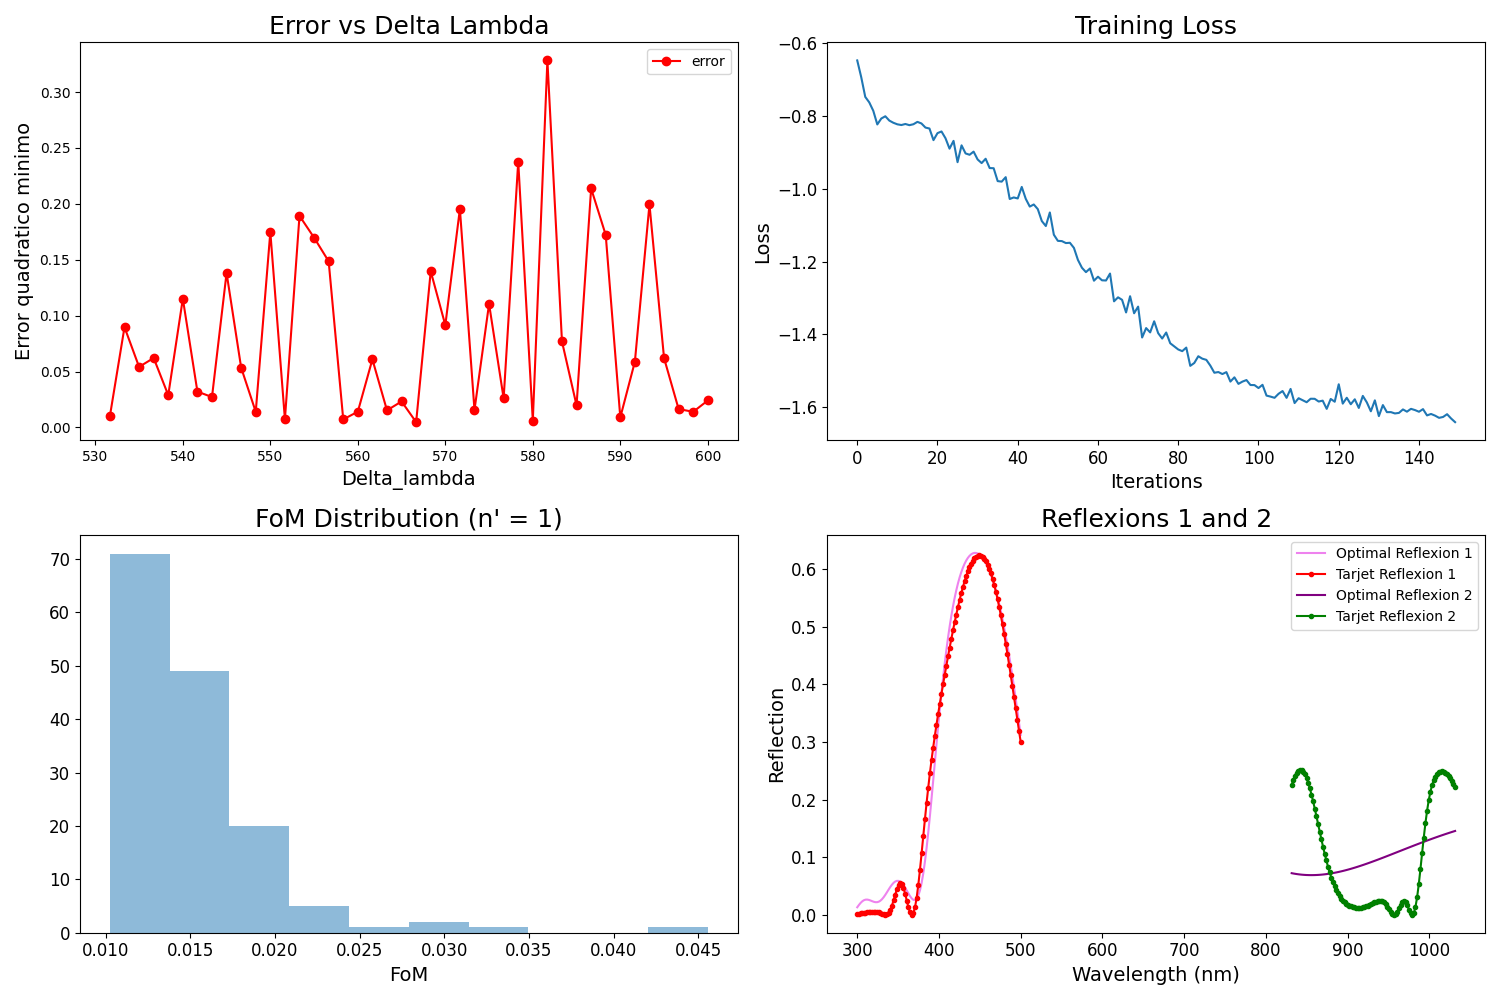 Error vs Delta Lambda
error
Error quadratico minimo
0.30
0.25
0.20
0.15
0.10
0.05
0.00
530 540 550 560 570 580 590 600
Delta_lambda
Training Loss
Loss
−0.6
−0.8
−1.0
−1.2
−1.4
−1.6
0 20 40 60 80 100 120 140
Iterations
FoM Distribution (n' = 1)
70
60
50
40
30
20
10
0
0.010 0.015 0.020 0.025 0.030 0.035 0.040 0.045
FoM
Reflexions 1 and 2
Optimal Reflexion 1
Tarjet Reflexion 1
Optimal Reflexion 2
Tarjet Reflexion 2
Reflection
0.6
0.5
0.4
0.3
0.2
0.1
0.0
300 400 500 600 700 800 900 1000
Wavelength (nm)